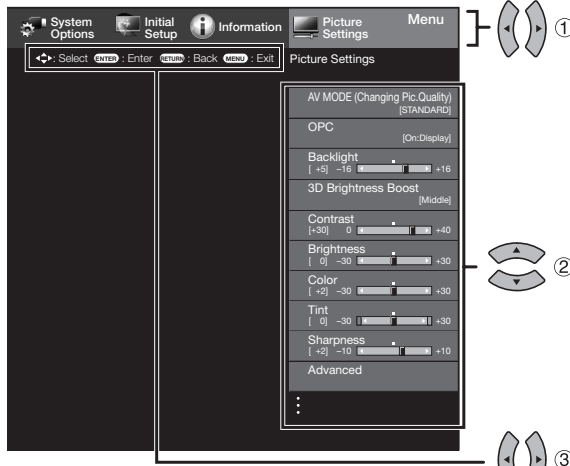 System Options
Initial Setup
Information
Picture Settings
Menu
: Select ENTER : Enter RETURN : Back MENU : Exit
Picture Settings
AV MODE (Changing Pic.Quality)
[STANDARD]
OPC
[On:Display]
Backlight
[ +5] −16 +16
3D Brightness Boost
[Middle]
Contrast
[+30] 0 +40
Brightness
[ 0] −30 +30
Color
[ +2] −30 +30
Tint
[ 0] −30 +30
Sharpness
[ +2] −10 +10
Advanced
①
②
③